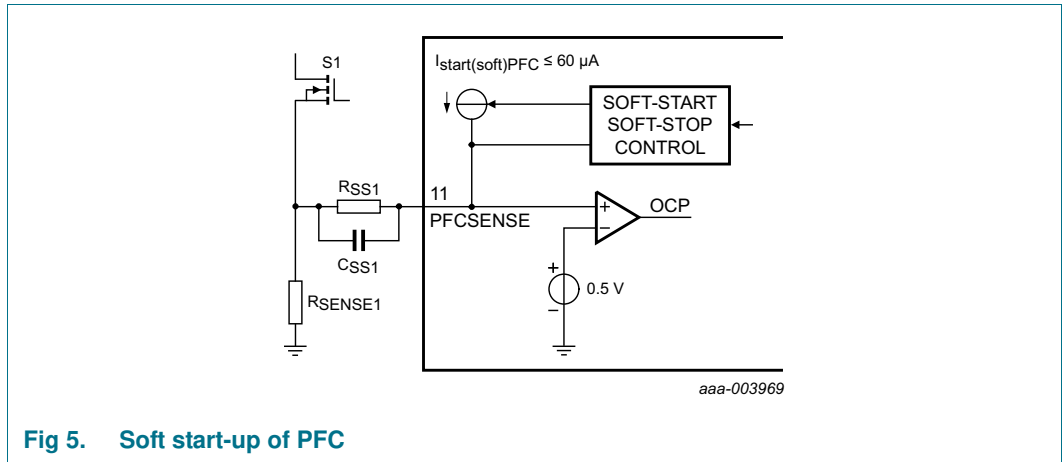 S1
Istart(soft)PFC ≤ 60 μA
SOFT-START
SOFT-STOP
CONTROL
RSS1
11
PFCSENSE
CSS1
+
−
OCP
RSENSE1
+
−
0.5 V
aaa-003969
Fig 5. Soft start-up of PFC